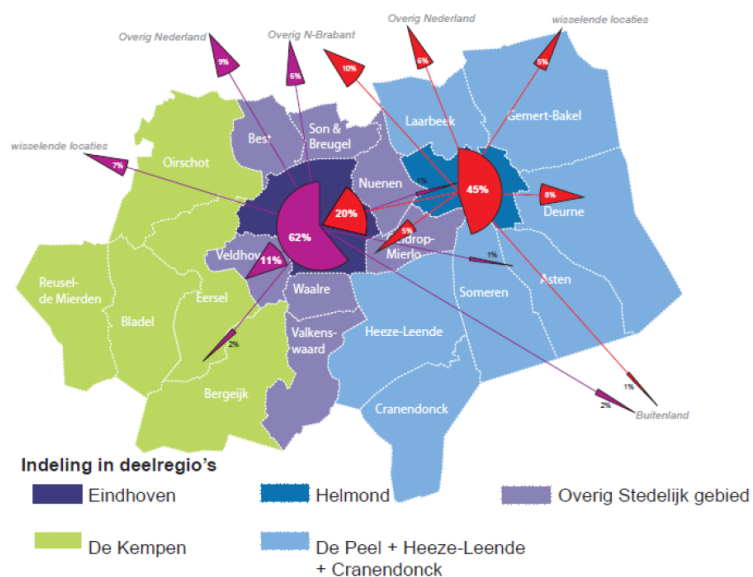 Overig Nederland
Overig N-Brabant
Overig Nederland
wisselende locaties
9%
6%
10%
6%
5%
wisselende locaties
7%
Oirschot
Best
Son &
Breugel
Laarbeek
Gemert-Bakel
Nuenen
1%
45%
8%
Deurne
20%
62%
5%
Mierlo
Veldho
11%
1%
Reusel-
de Mierden
Bladel
Eersel
Waalre
Someren
Asten
2%
Valkens-
waard
Heeze-Leende
Bergeijk
Cranendonck
2%
1%
Buitenland
Indeling in deelregio's
Eindhoven
Helmond
Overig Stedelijk gebied
De Kempen
De Peel + Heeze-Leende
+ Cranendonck